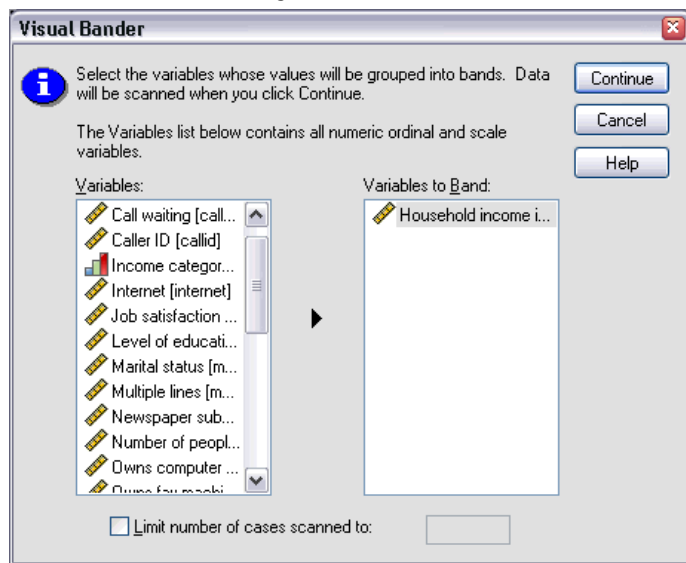 Visual Bander
Select the variables whose values will be grouped into bands. Data
will be scanned when you click Continue.
The Variables list below contains all numeric ordinal and scale
variables.
Continue
Cancel
Help
Variables:
Call waiting [call...
Caller ID [callid]
Income categor...
Internet [internet]
Job satisfaction ...
Level of educati...
Marital status [m...
Multiple lines [m...
Newspaper sub...
Number of peopl...
Owns computer ...
Variables to Band:
Household income i...
Limit number of cases scanned to: